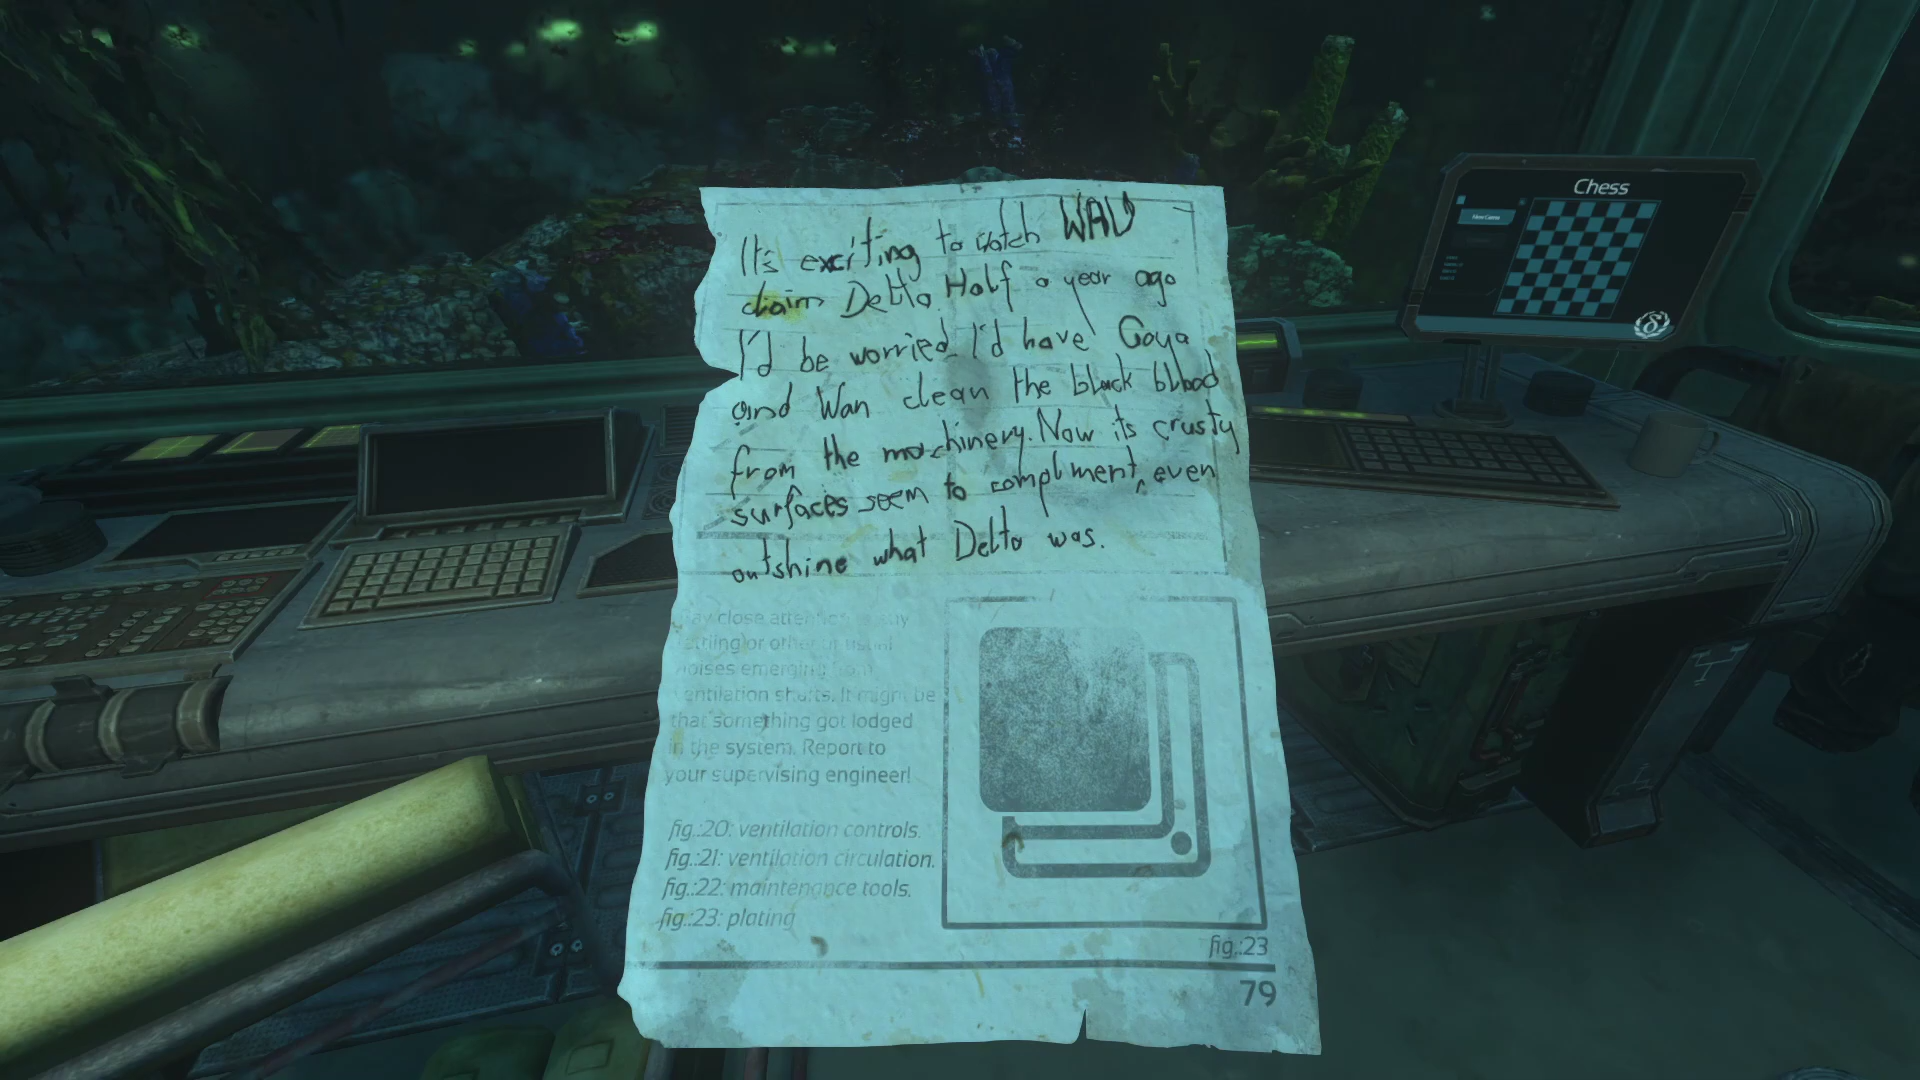 Chess
New Game
It's exciting to watch WAU
claim Delta. Half a year ago
I'd be worried. I'd have Goya
and Wan clean the black blood
from the machinery. Now its crusty
surfaces seem to compliment, even
outshine what Delta was.
ay close attention to any
rattling or other unusual
noises emerging from
ventilation shafts. It might be
that something got lodged
in the system. Report to
your supervising engineer!
fig.:20: ventilation controls.
fig.:21: ventilation circulation.
fig.:22: maintenance tools.
fig.:23: plating
fig.:23
79